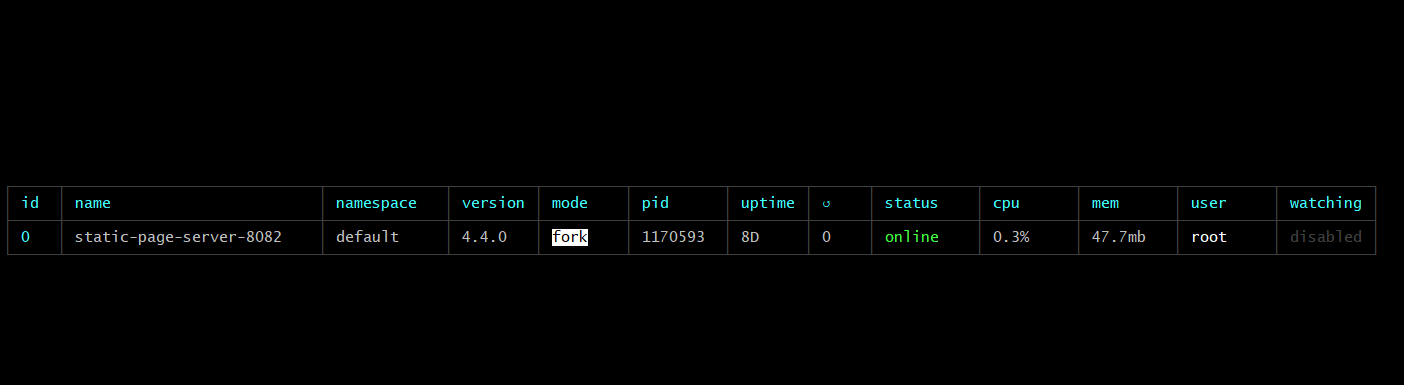 id name namespace version mode pid uptime ↺ status cpu mem user watching
0 static-page-server-8082 default 4.4.0 fork 1170593 8D 0 online 0.3% 47.7mb root disabled